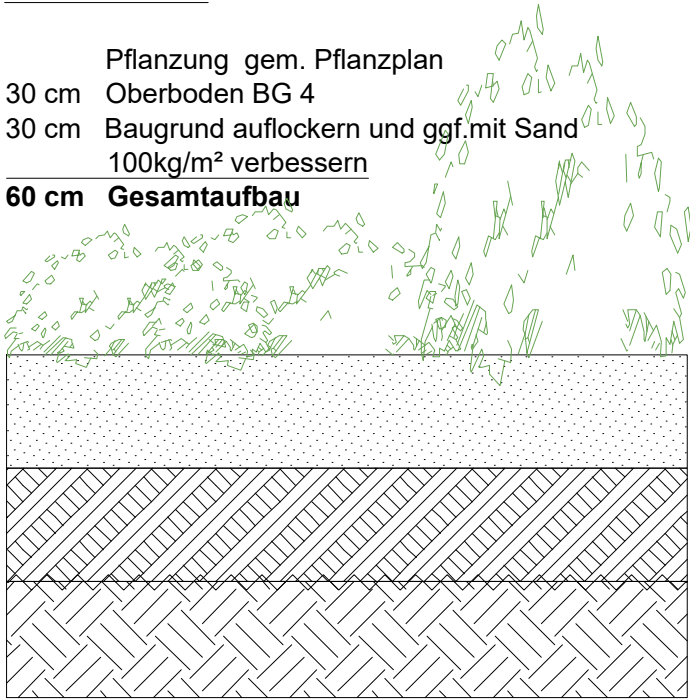 Pflanzung gem. Pflanzplan
30 cm Oberboden BG 4
30 cm Baugrund auflockern und ggf.mit Sand
100kg/m² verbessern
60 cm Gesamtaufbau